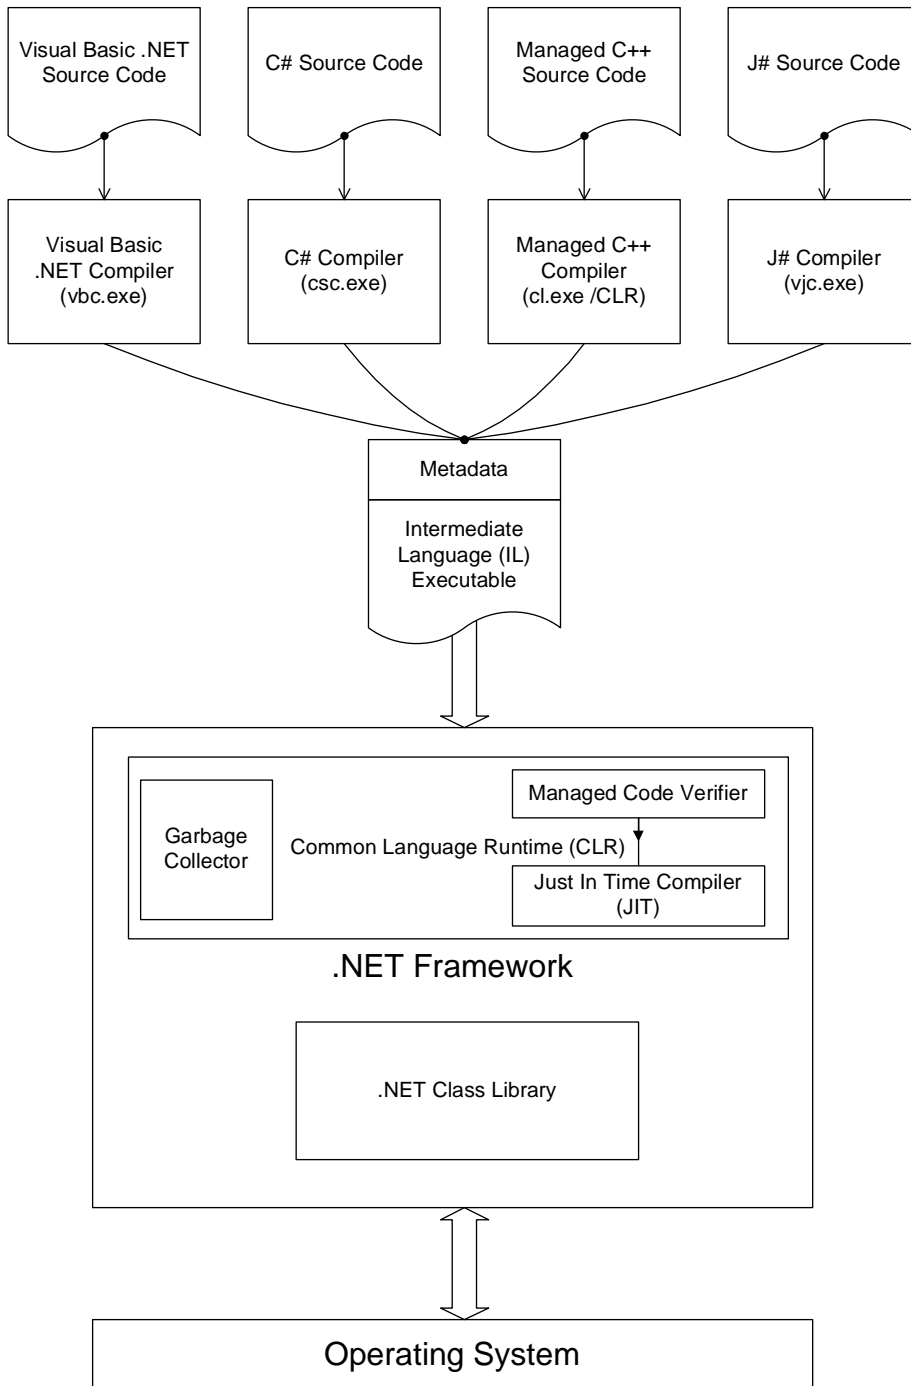 Visual Basic .NET
Source Code
C# Source Code
Managed C++
Source Code
J# Source Code
Visual Basic
.NET Compiler
(vbc.exe)
C# Compiler
(csc.exe)
Managed C++
Compiler
(cl.exe /CLR)
J# Compiler
(vjc.exe)
Metadata
Intermediate
Language (IL)
Executable
Garbage
Collector
Common Language Runtime (CLR)
Managed Code Verifier
Just In Time Compiler
(JIT)
.NET Framework
.NET Class Library
Operating System